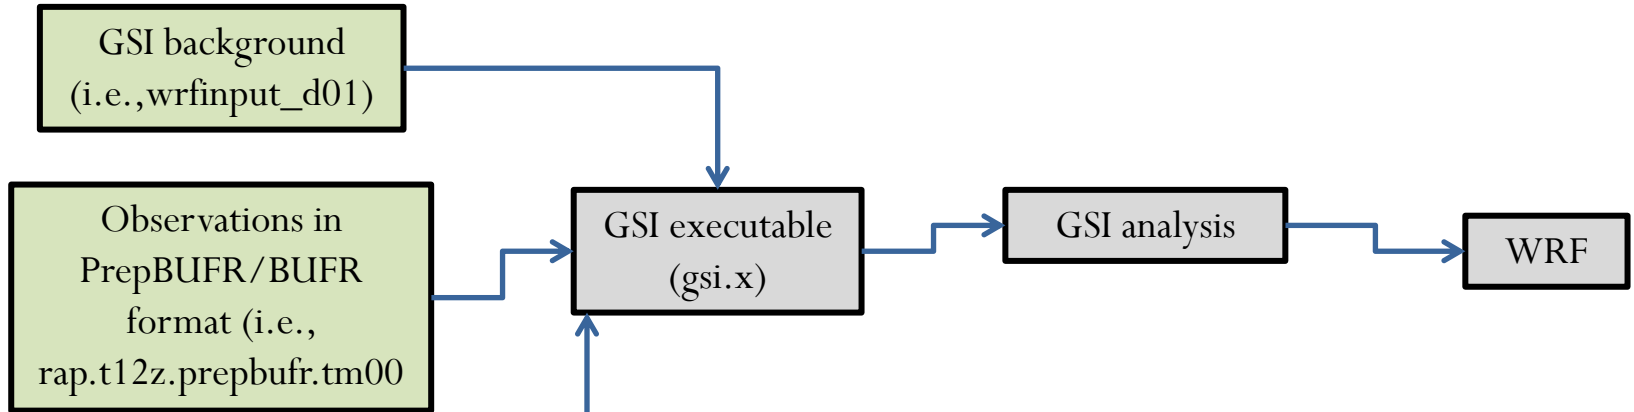 GSI background
(i.e.,wrfinput_d01)
Observations in
PrepBUFR/BUFR
format (i.e.,
rap.t12z.prepbufr.tm00
GSI executable
(gsi.x)
GSI analysis
WRF